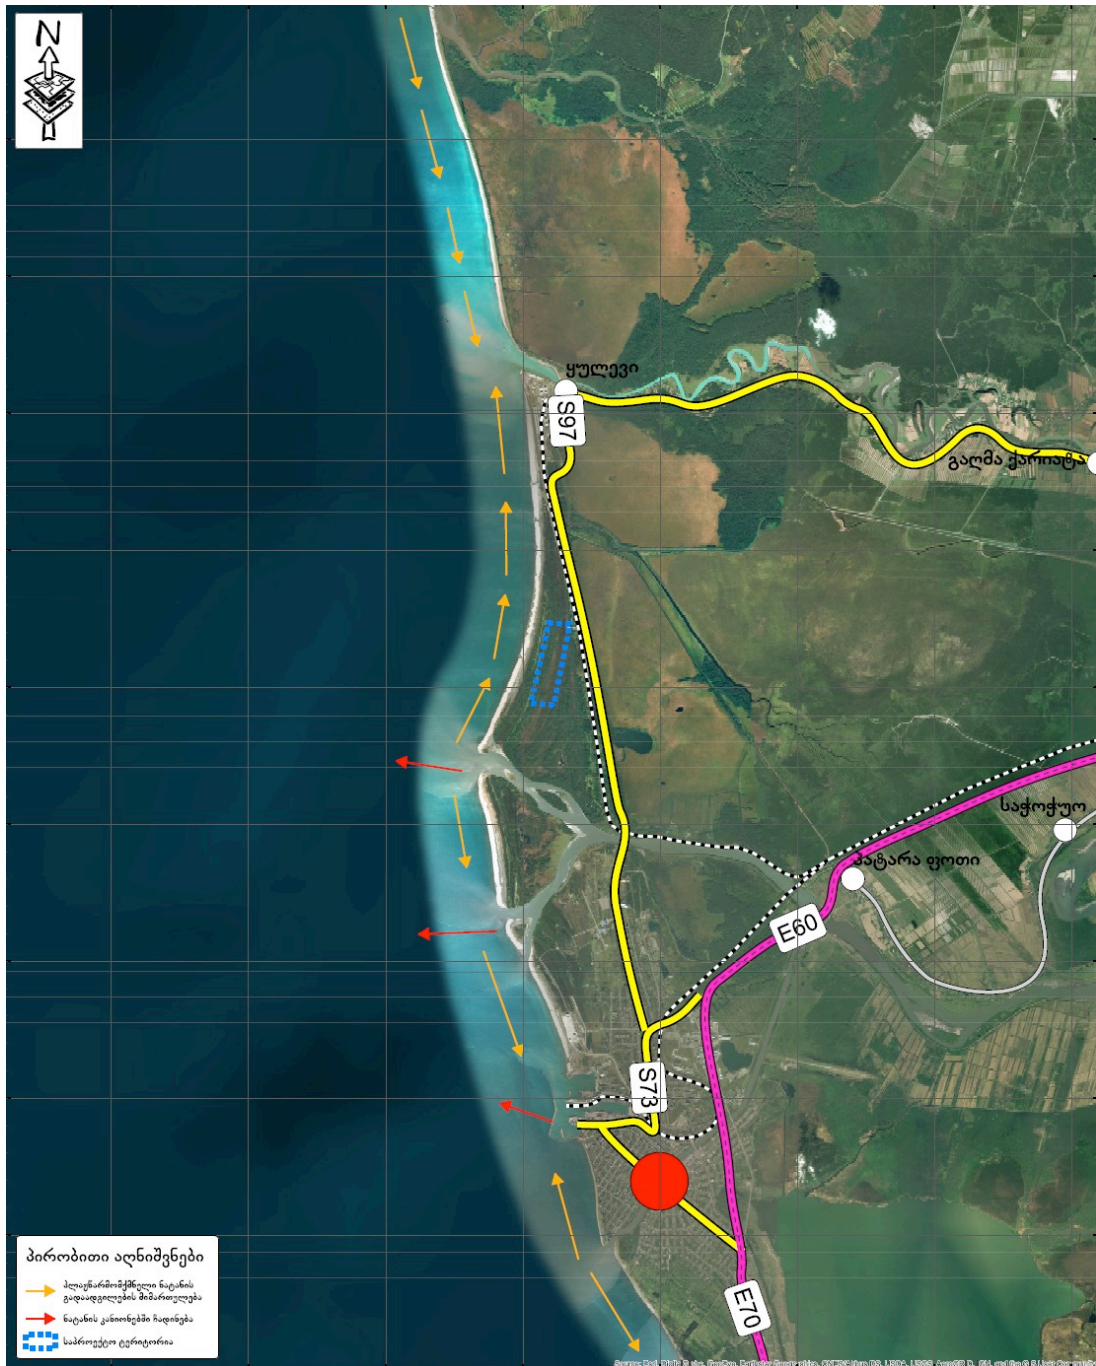 N
ყულევი
S97
გაღმა ქარიატა
საჭოჭუო
პატარა ფოთი
E60
S73
E70
პირობითი აღნიშვნები
პლაჟწარმომქმნელი ნატანის
გადაადგილების მიმართულება
ნატანის კანიონებში ჩადინება
საპროექტო ტერიტორია